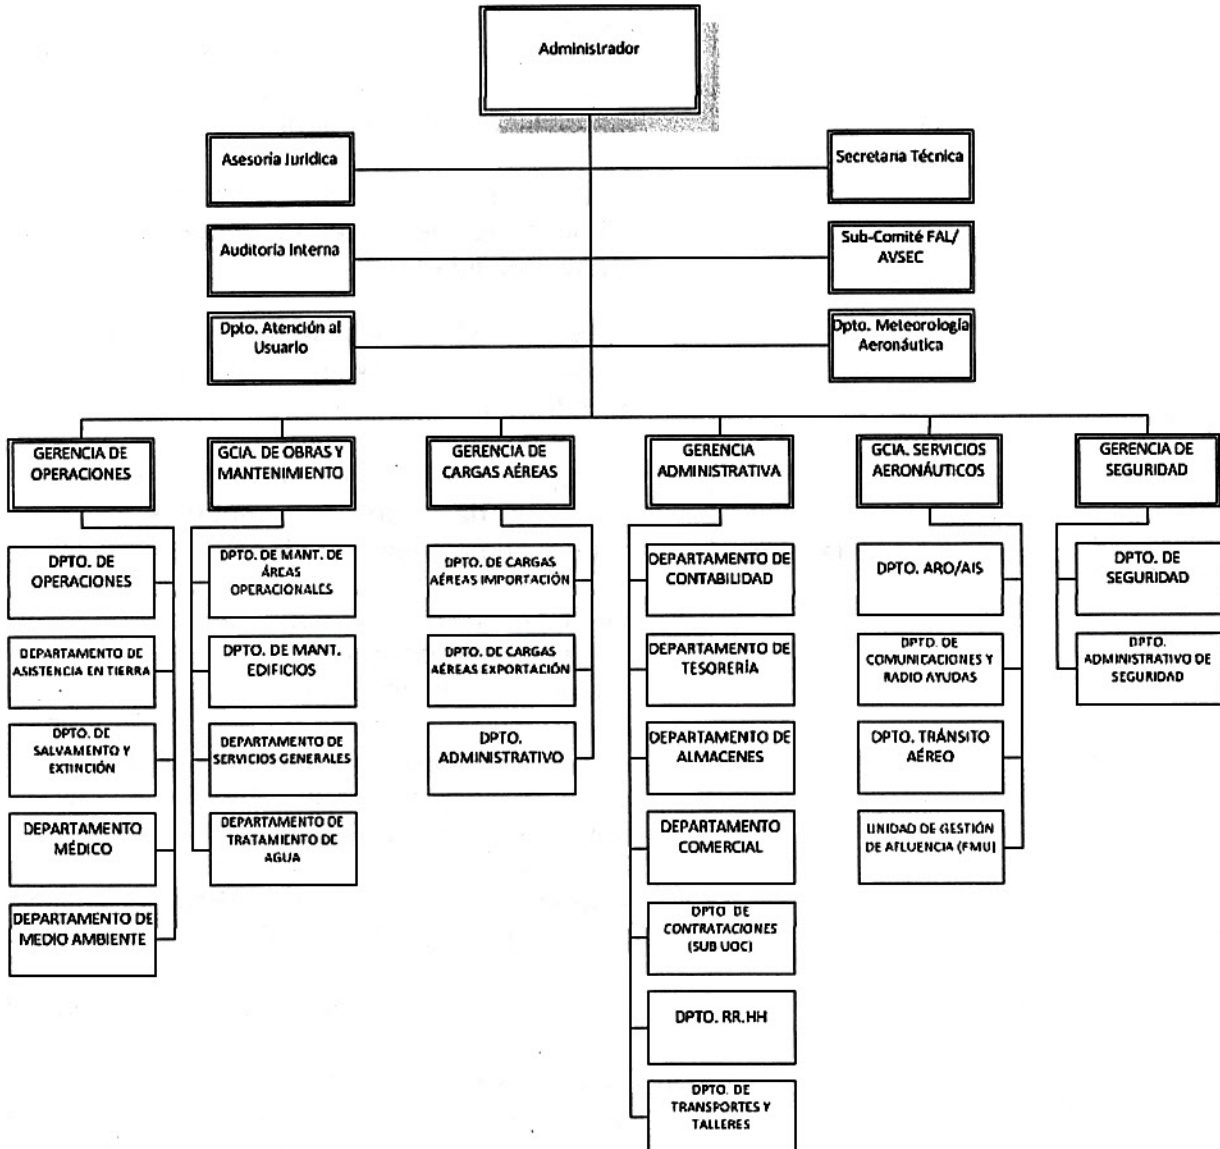 Administrador
Asesoría Jurídica
Secretaria Técnica
Auditoría Interna
Sub-Comité FAL/
AVSEC
Dpto. Atención al
Usuario
Dpto. Meteorología
Aeronáutica
GERENCIA DE
OPERACIONES
GCIA. DE OBRAS Y
MANTENIMIENTO
GERENCIA DE
CARGAS AÉREAS
GERENCIA
ADMINISTRATIVA
GCIA. SERVICIOS
AERONÁUTICOS
GERENCIA DE
SEGURIDAD
DPTO. DE
OPERACIONES
DEPARTAMENTO DE
ASISTENCIA EN TIERRA
DPTO. DE
SALVAMENTO Y
EXTINCIÓN
DEPARTAMENTO
MÉDICO
DEPARTAMENTO DE
MEDIO AMBIENTE
DPTO. DE MANT. DE
ÁREAS
OPERACIONALES
DPTO. DE MANT.
EDIFICIOS
DEPARTAMENTO DE
SERVICIOS GENERALES
DEPARTAMENTO DE
TRATAMIENTO DE
AGUA
DPTO. DE CARGAS
AÉREAS IMPORTACIÓN
DPTO. DE CARGAS
AÉREAS EXPORTACIÓN
DPTO.
ADMINISTRATIVO
DEPARTAMENTO DE
CONTABILIDAD
DEPARTAMENTO DE
TESORERÍA
DEPARTAMENTO DE
ALMACENES
DEPARTAMENTO
COMERCIAL
DPTO DE
CONTRATACIONES
(SUB UOC)
DPTO. RR.HH
DPTO. DE
TRANSPORTES Y
TALLERES
DPTO. ARO/AIS
DPTO. DE
COMUNICACIONES Y
RADIO AYUDAS
DPTO. TRÁNSITO
AÉREO
UNIDAD DE GESTIÓN
DE AFLUENCIA (FMU)
DPTO. DE
SEGURIDAD
DPTO.
ADMINISTRATIVO DE
SEGURIDAD